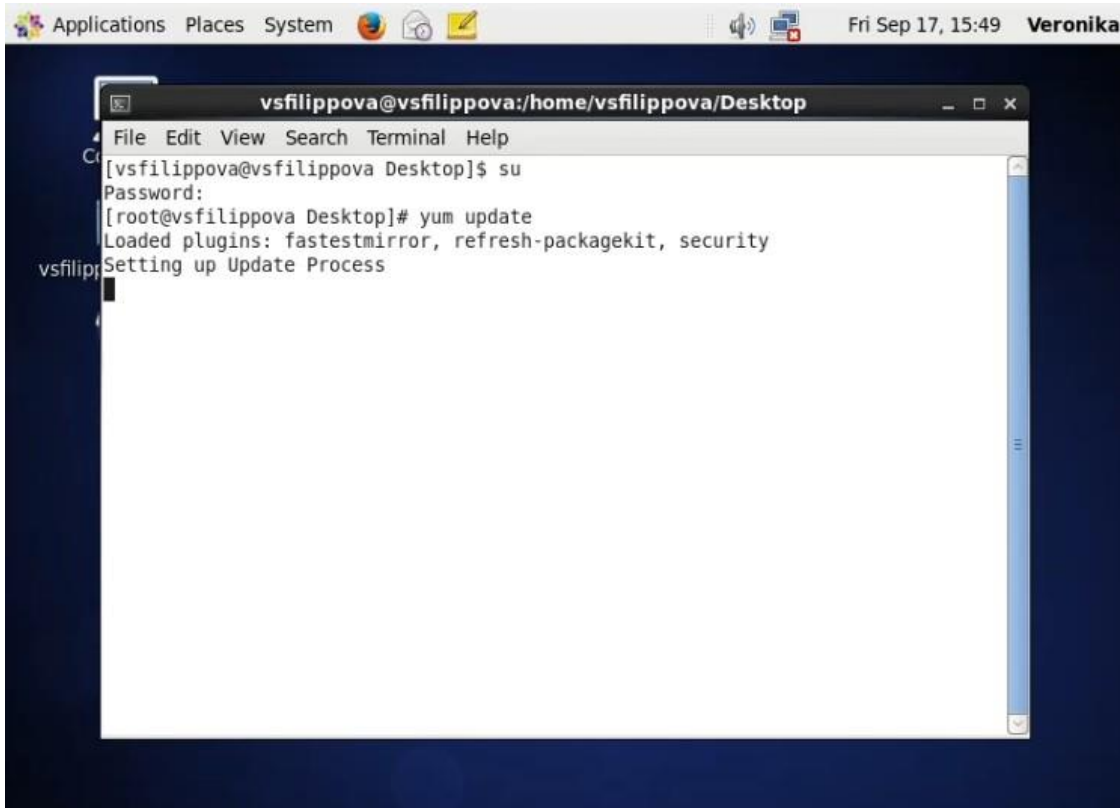 Applications Places System Fri Sep 17, 15:49 Veronika
vsfilippova@vsfilippova:/home/vsfilippova/Desktop
File Edit View Search Terminal Help
[vsfilippova@vsfilippova Desktop]$ su
Password:
[root@vsfilippova Desktop]# yum update
Loaded plugins: fastestmirror, refresh-packagekit, security
Setting up Update Process